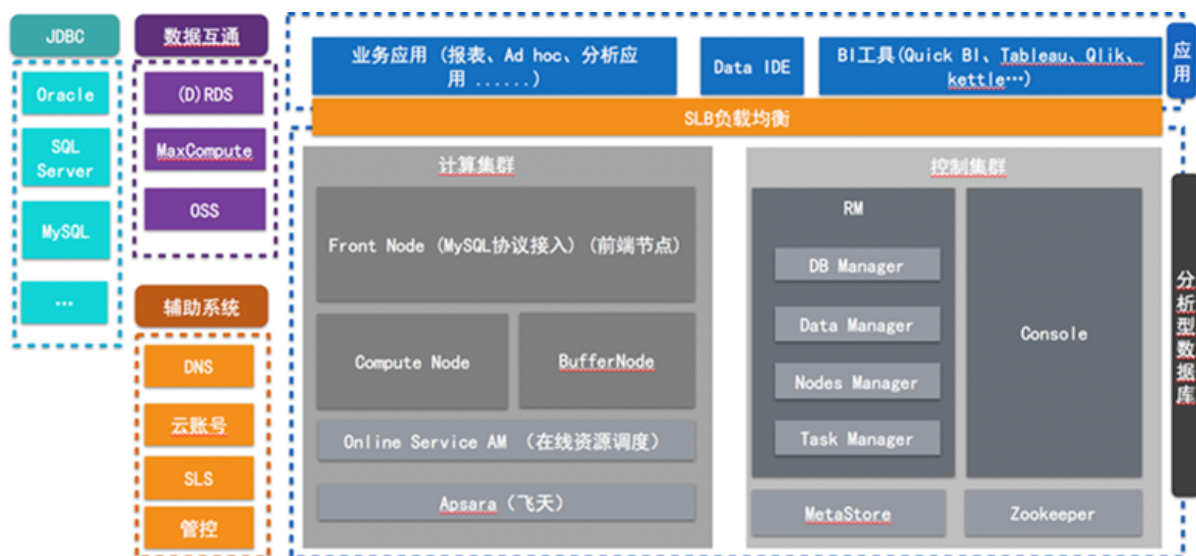 JDBC
Oracle
SQL
Server
MySQL
...
数据互通
(D)RDS
MaxCompute
OSS
辅助系统
DNS
云账号
SLS
管控
业务应用 (报表、Ad hoc、分析应
用 ......、)
Data IDE
BI工具(Quick BI、Tableau、Qlik、
kettle…)
应用
SLB负载均衡
计算集群
Front Node (MySQL协议接入) (前端节点)
Compute Node
BufferNode
Online Service AM （在线资源调度）
Apsara（飞天）
控制集群
RM
DB Manager
Data Manager
Nodes Manager
Task Manager
Console
MetaStore
Zookeeper
分析型数据库